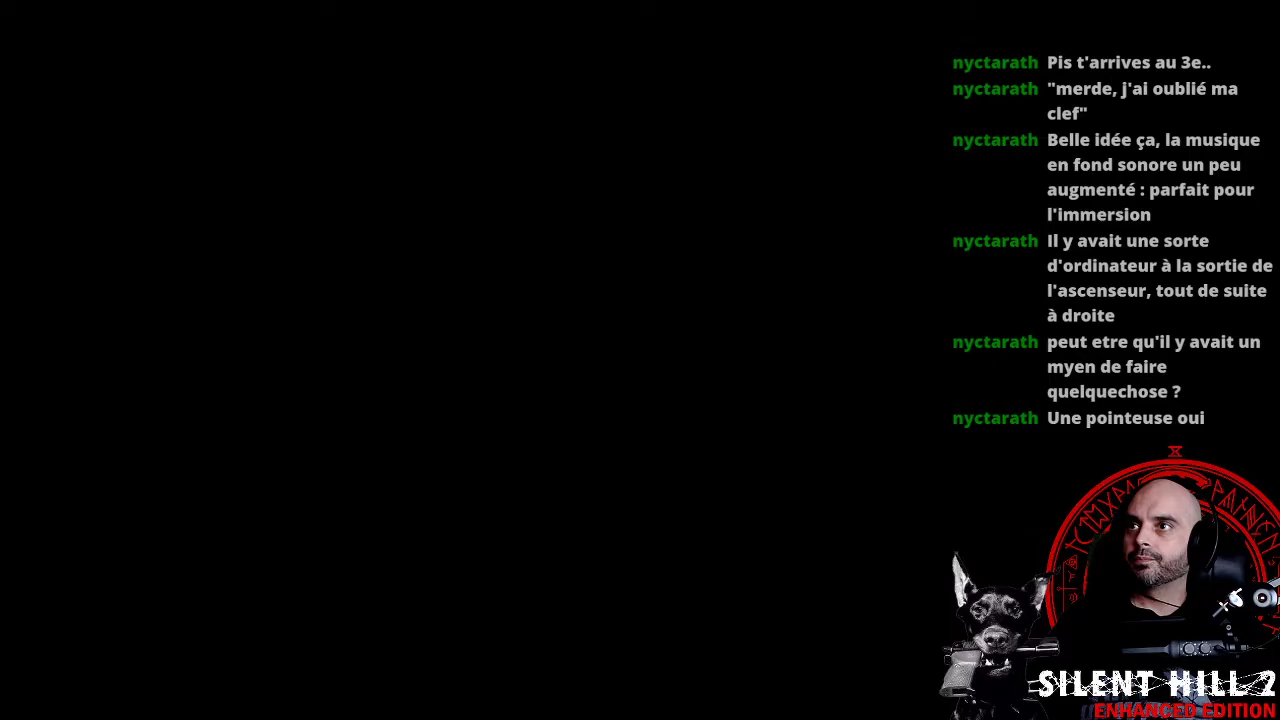 nyctarath Pis t'arrives au 3e..
nyctarath "merde, j'ai oublié ma
clef"
nyctarath Belle idée ça, la musique
en fond sonore un peu
augmenté : parfait pour
l'immersion
nyctarath Il y avait une sorte
d'ordinateur à la sortie de
l'ascenseur, tout de suite
à droite
nyctarath peut etre qu'il y avait un
myen de faire
quelquechose ?
nyctarath Une pointeuse oui
SILENT HILL 2
ENHANCED EDITION